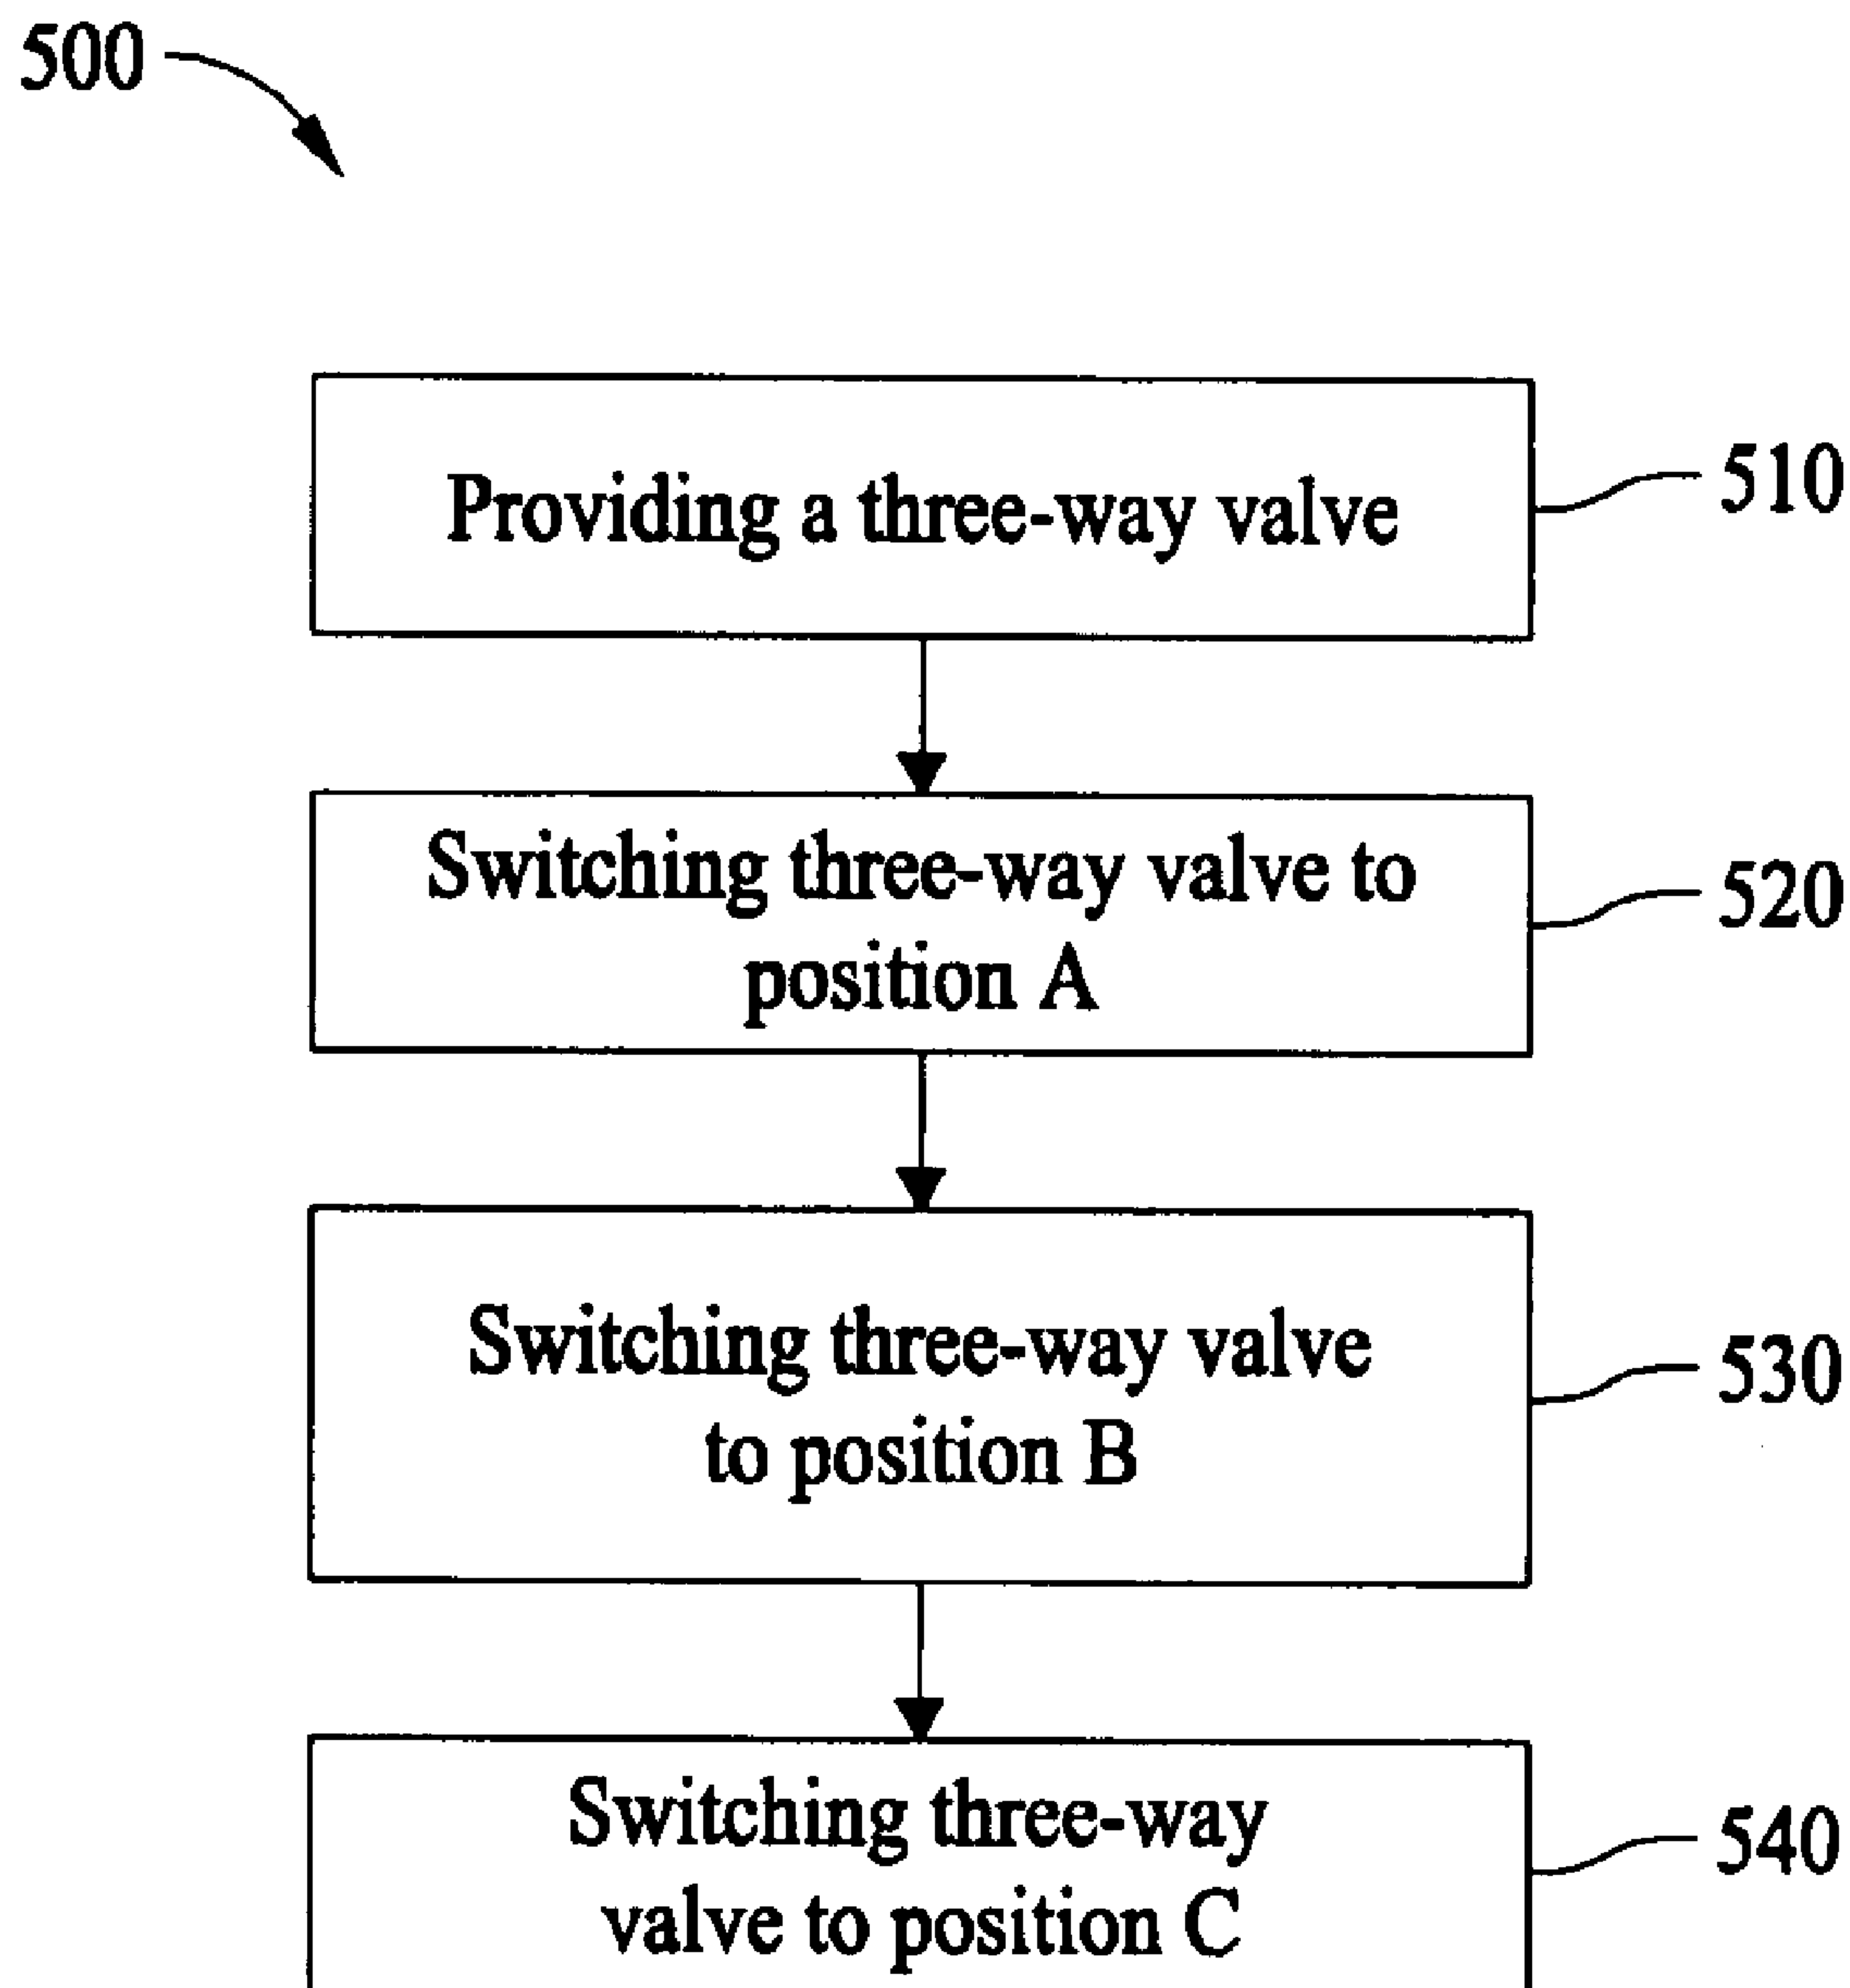 500
Providing a three-way valve
510
Switching three-way valve to
position A
520
Switching three-way valve
to position B
530
Switching three-way
valve to position C
540